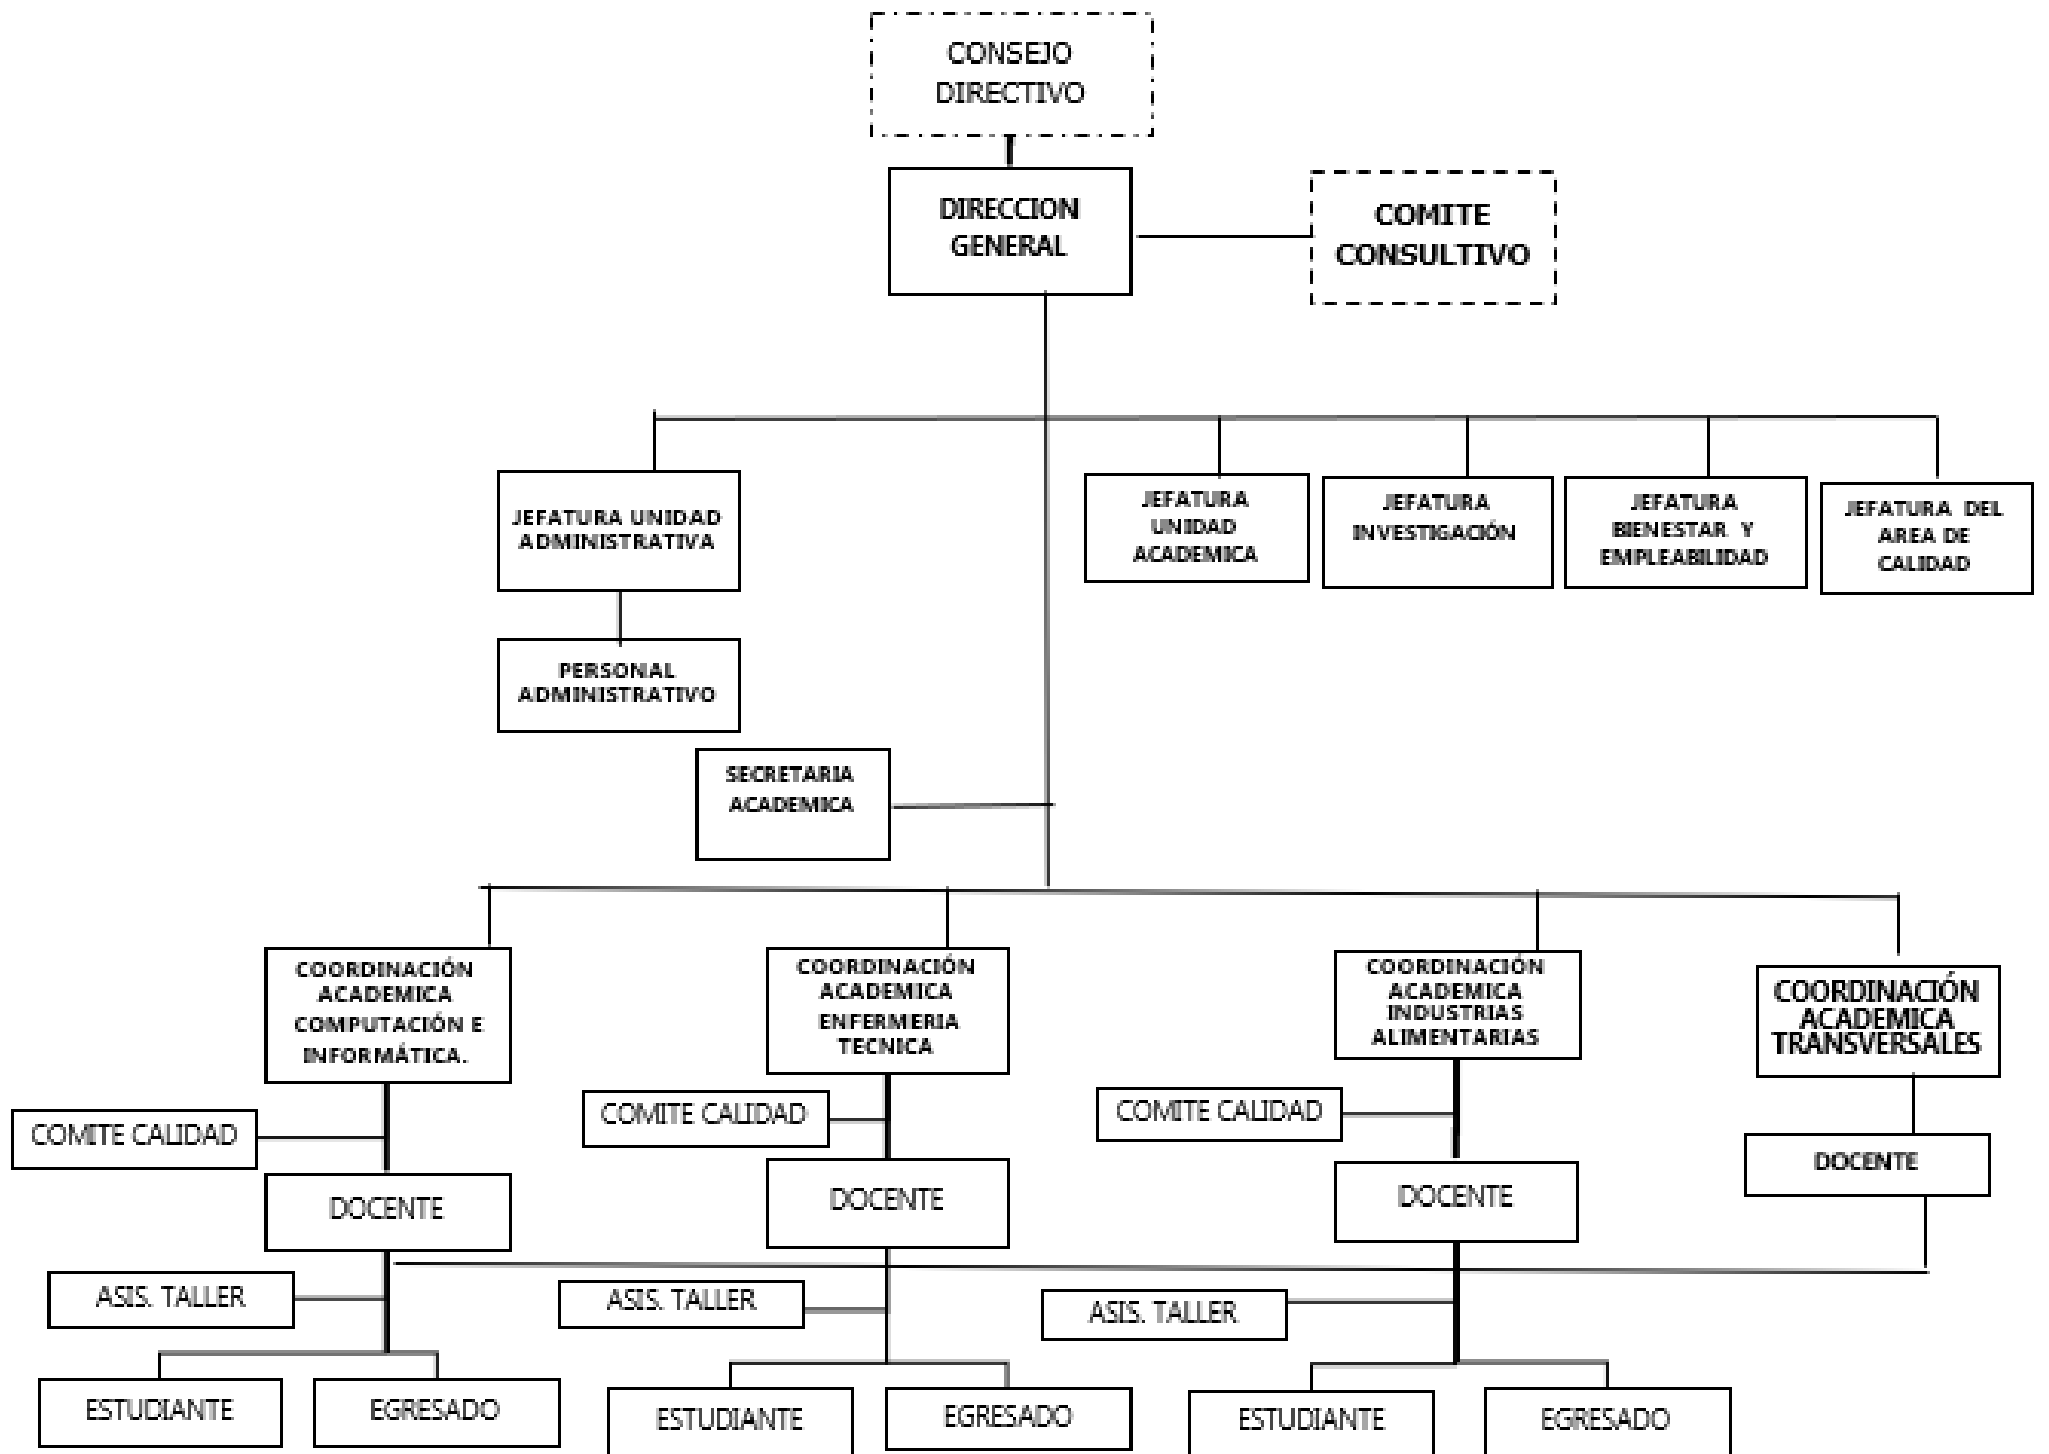 CONSEJO
DIRECTIVO
DIRECCION
GENERAL
COMITE
CONSULTIVO
JEFATURA UNIDAD
ADMINISTRATIVA
JEFATURA
UNIDAD
ACADEMICA
JEFATURA
INVESTIGACIÓN
JEFATURA
BIENESTAR Y
EMPLEABILIDAD
JEFATURA DEL
AREA DE
CALIDAD
PERSONAL
ADMINISTRATIVO
SECRETARIA
ACADEMICA
COORDINACIÓN
ACADEMICA
COMPUTACIÓN E
INFORMÁTICA.
COORDINACIÓN
ACADEMICA
ENFERMERIA
TECNICA
COORDINACIÓN
ACADEMICA
INDUSTRIAS
ALIMENTARIAS
COORDINACIÓN
ACADEMICA
TRANSVERSALES
COMITE CALIDAD
COMITE CALIDAD
COMITE CALIDAD
DOCENTE
DOCENTE
DOCENTE
DOCENTE
ASIS. TALLER
ASIS. TALLER
ASIS. TALLER
ESTUDIANTE
EGRESADO
ESTUDIANTE
EGRESADO
ESTUDIANTE
EGRESADO